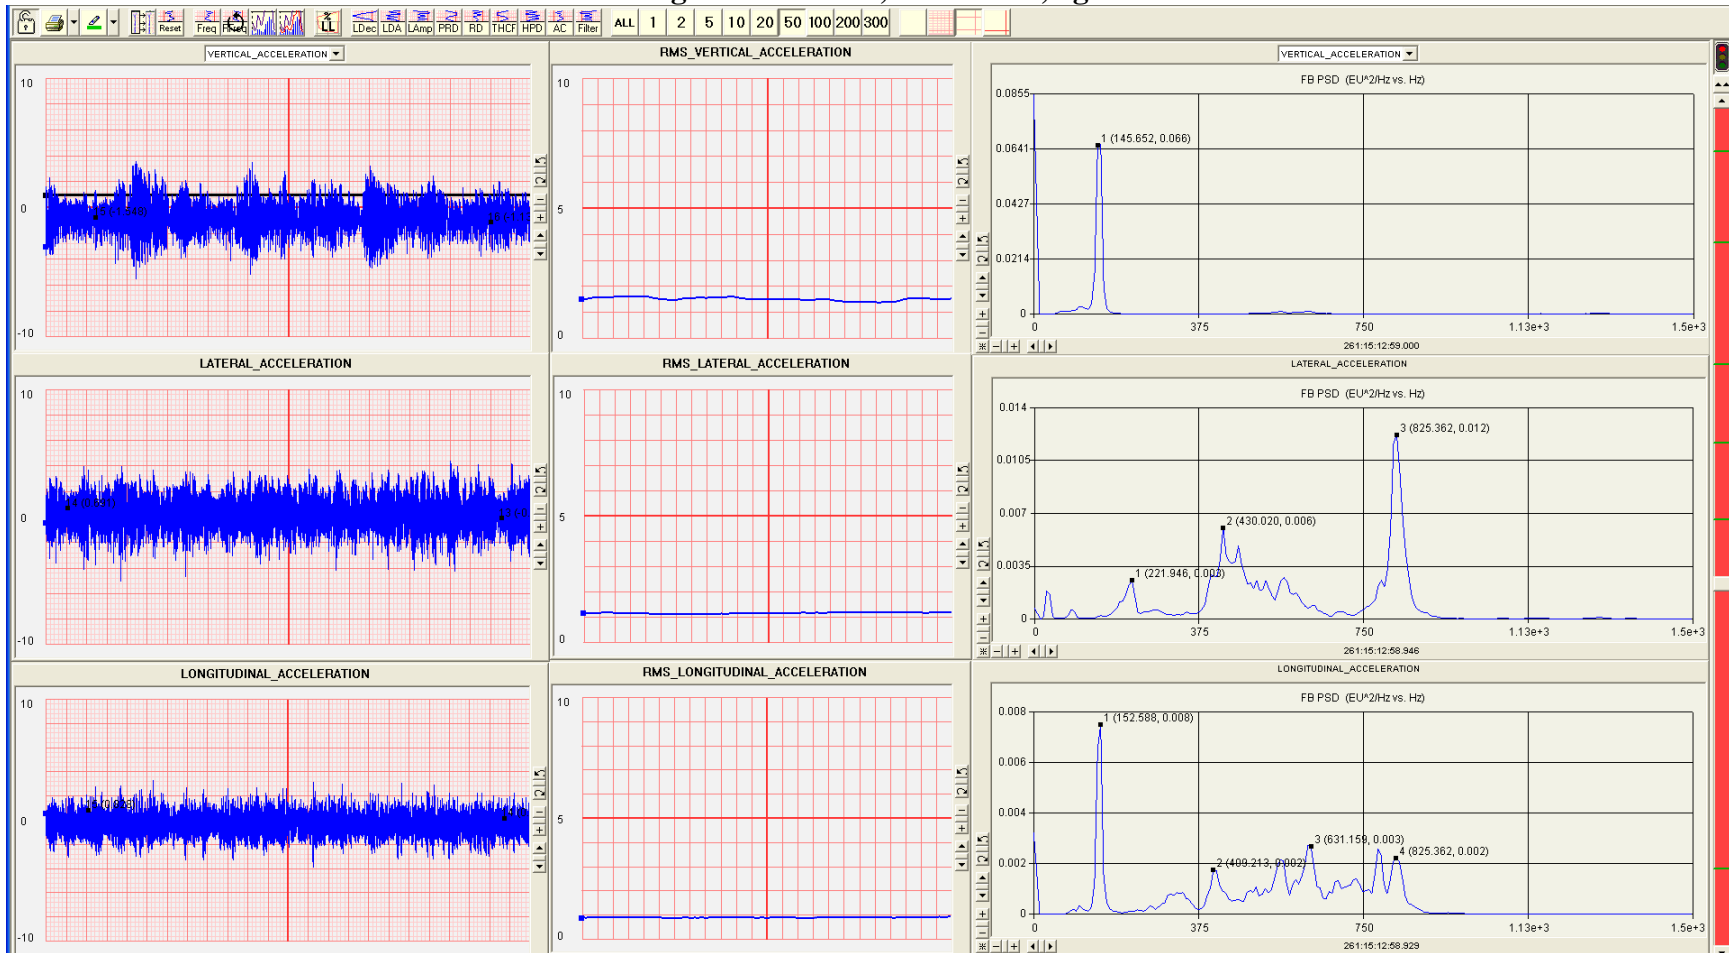 Reset Freq LL LDec LDA LAmp PRD RD THCF HPD AC Filter ALL 1 2 5 10 20 50 100 200 300
VERTICAL_ACCELERATION
10
0
-10
RMS_VERTICAL_ACCELERATION
10
5
0
VERTICAL_ACCELERATION
FB PSD (EU^2/Hz vs. Hz)
0.0855
0.0641
0.0427
0.0214
0
1 (145.652, 0.066)
0 375 750 1.13e+3 1.5e+3
261:15:12:59.000
LATERAL_ACCELERATION
10
0
-10
RMS_LATERAL_ACCELERATION
10
5
0
LATERAL_ACCELERATION
FB PSD (EU^2/Hz vs. Hz)
0.014
0.0105
0.007
0.0035
0
1 (221.946, 0.003)
2 (430.020, 0.006)
3 (825.362, 0.012)
0 375 750 1.13e+3 1.5e+3
261:15:12:58.946
LONGITUDINAL_ACCELERATION
10
0
-10
RMS_LONGITUDINAL_ACCELERATION
10
5
0
LONGITUDINAL_ACCELERATION
FB PSD (EU^2/Hz vs. Hz)
0.008
0.006
0.004
0.002
0
1 (152.588, 0.008)
2 (409.213, 0.002)
3 (631.159, 0.003)
4 (825.362, 0.002)
0 375 750 1.13e+3 1.5e+3
261:15:12:58.929